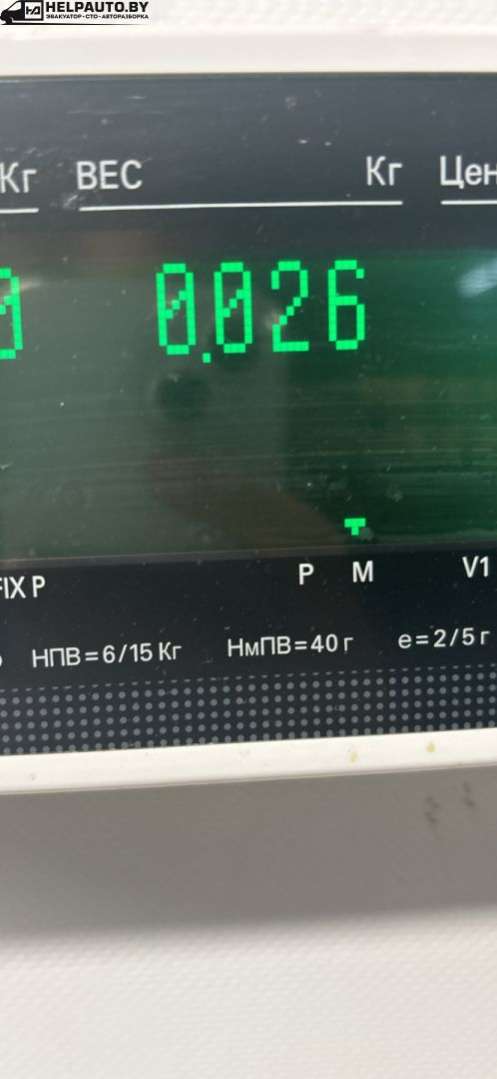 HELPAUTO.BY
ЭВАКУАТОР-СТО-АВТОРАЗБОРКА
Кг ВЕС Кг Цен
0 0.026
FIX P P M V1
НПВ=6/15 Кг НмПВ=40 г e=2/5 г